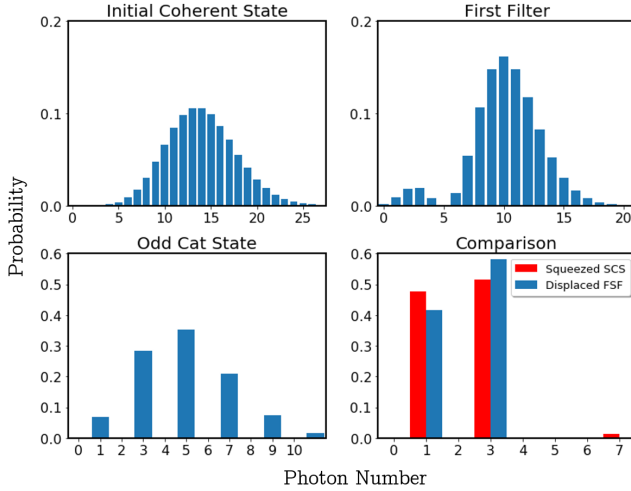 Initial Coherent State
First Filter
0.2
0.1
0.0
0 5 10 15 20 25
0.2
0.1
0.0
0 5 10 15 20
Probability
Odd Cat State
Comparison
0.6
0.5
0.4
0.3
0.2
0.1
0.0
0 1 2 3 4 5 6 7 8 9 10
0.6
0.5
0.4
0.3
0.2
0.1
0.0
0 1 2 3 4 5 6 7
Squeezed SCS
Displaced FSF
Photon Number